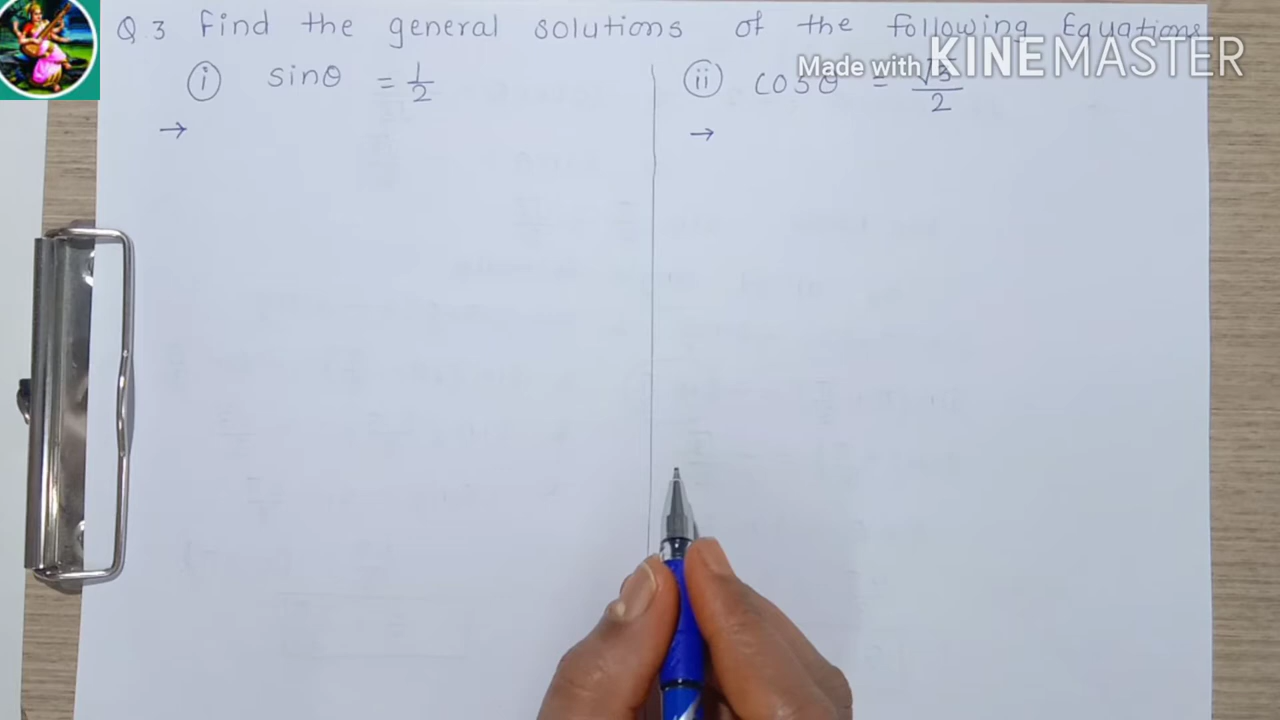 Q.3 Find the general solutions of the following Equations
Made with KINEMASTER
(i) sinθ = 1/2
(ii) cosθ = √3/2
→
→